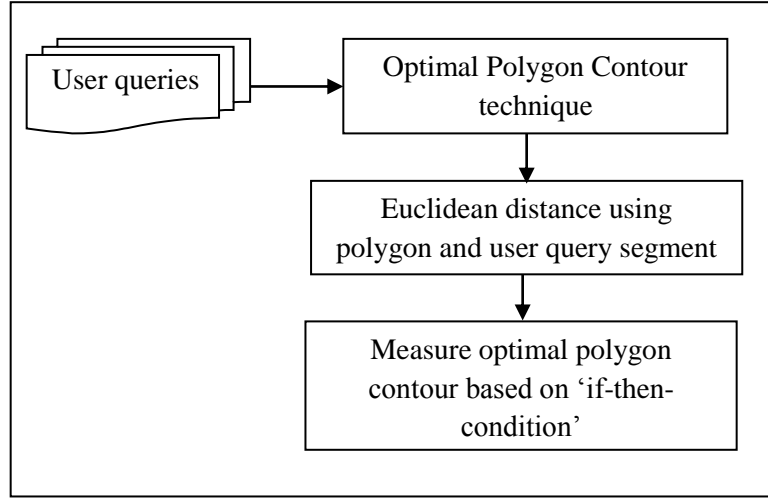 User queries
Optimal Polygon Contour
technique
Euclidean distance using
polygon and user query segment
Measure optimal polygon
contour based on ‘if-then-
condition’